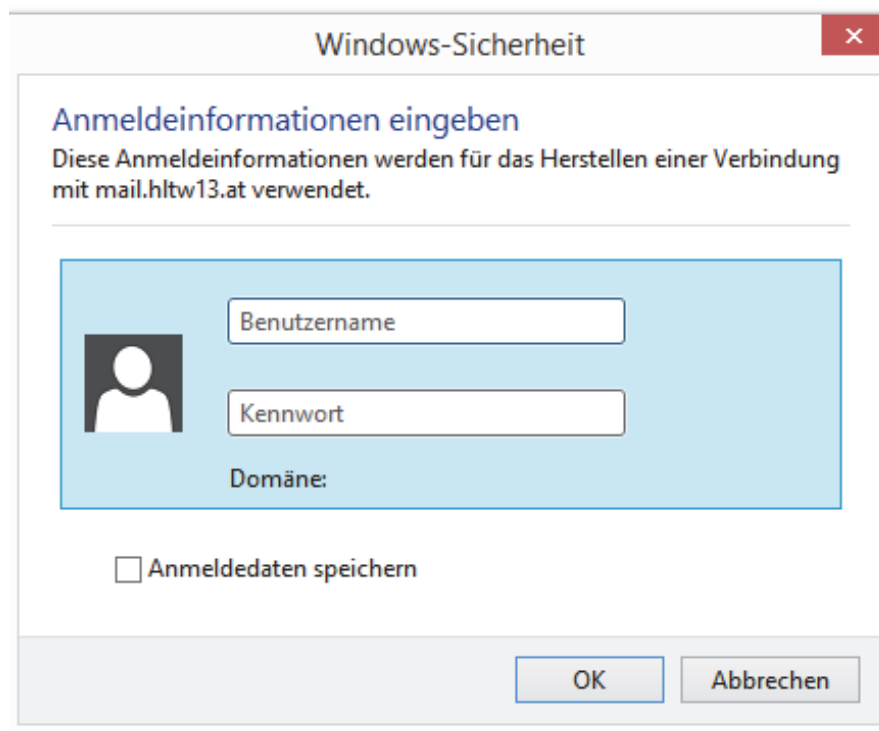 Windows-Sicherheit
Anmeldeinformationen eingeben
Diese Anmeldeinformationen werden für das Herstellen einer Verbindung
mit mail.hltw13.at verwendet.
Benutzername
Kennwort
Domäne:
Anmeldedaten speichern
OK Abbrechen